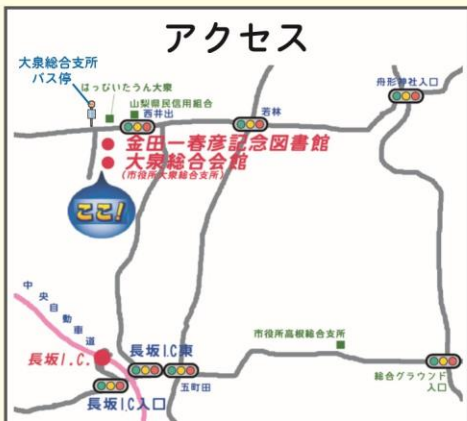 アクセス
大泉総合支所
バス停
はっぴいたうん大泉
山梨県民信用組合
西井出
若林
舟形神社入口
金田一春彦記念図書館
大泉総合会館
(市役所大泉総合支所)
ここ!
中央自動車道
長坂I.C.
長坂I.C東
長坂I.C入口
五町田
市役所高根総合支所
総合グラウンド
入口